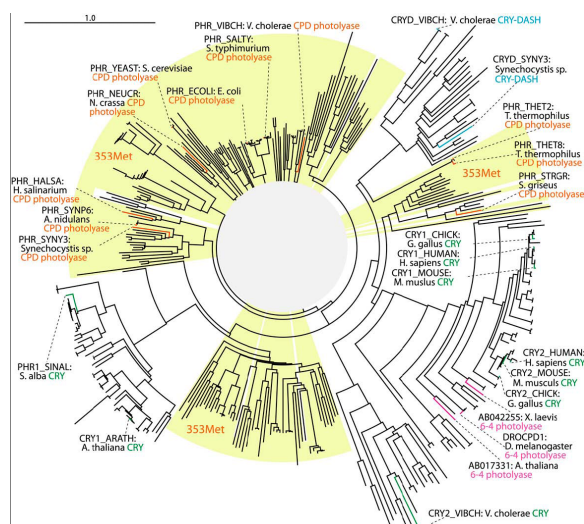 1.0
PHR_VIBCH: V. cholerae CPD photolyase
PHR_SALTY:
S. typhimurium
CPD photolyase
PHR_YEAST: S. cerevisiae
CPD photolyase
PHR_NEUCR:
N. crassa CPD
photolyase
PHR_ECOLI: E. coli
CPD photolyase
353Met
PHR_HALSA:
H. salinarium
CPD photolyase
PHR_SYNP6:
A. nidulans
CPD photolyase
PHR_SYNY3:
Synechocystis sp.
CPD photolyase
PHR1_SINAL:
S. alba CRY
CRY1_ARATH:
A. thaliana CRY
353Met
CRYD_VIBCH: V. cholerae CRY-DASH
CRYD_SYNY3:
Synechocystis sp.
CRY-DASH
PHR_THET2:
T. thermophilus
CPD photolyase
PHR_THET8:
T. thermophilus
CPD photolyase
353Met
PHR_STRGR:
S. griseus
CPD photolyase
CRY1_CHICK:
G. gallus CRY
CRY1_HUMAN:
H. sapiens CRY
CRY1_MOUSE:
M. muslus CRY
CRY2_HUMAN:
H. sapiens CRY
CRY2_MOUSE:
M. musculs CRY
CRY2_CHICK:
G. gallus CRY
AB042255: X. laevis
6-4 photolyase
DROCPD1:
D. melanogaster
6-4 photolyase
AB017331: A. thaliana
6-4 photolyase
CRY2_VIBCH: V. cholerae CRY